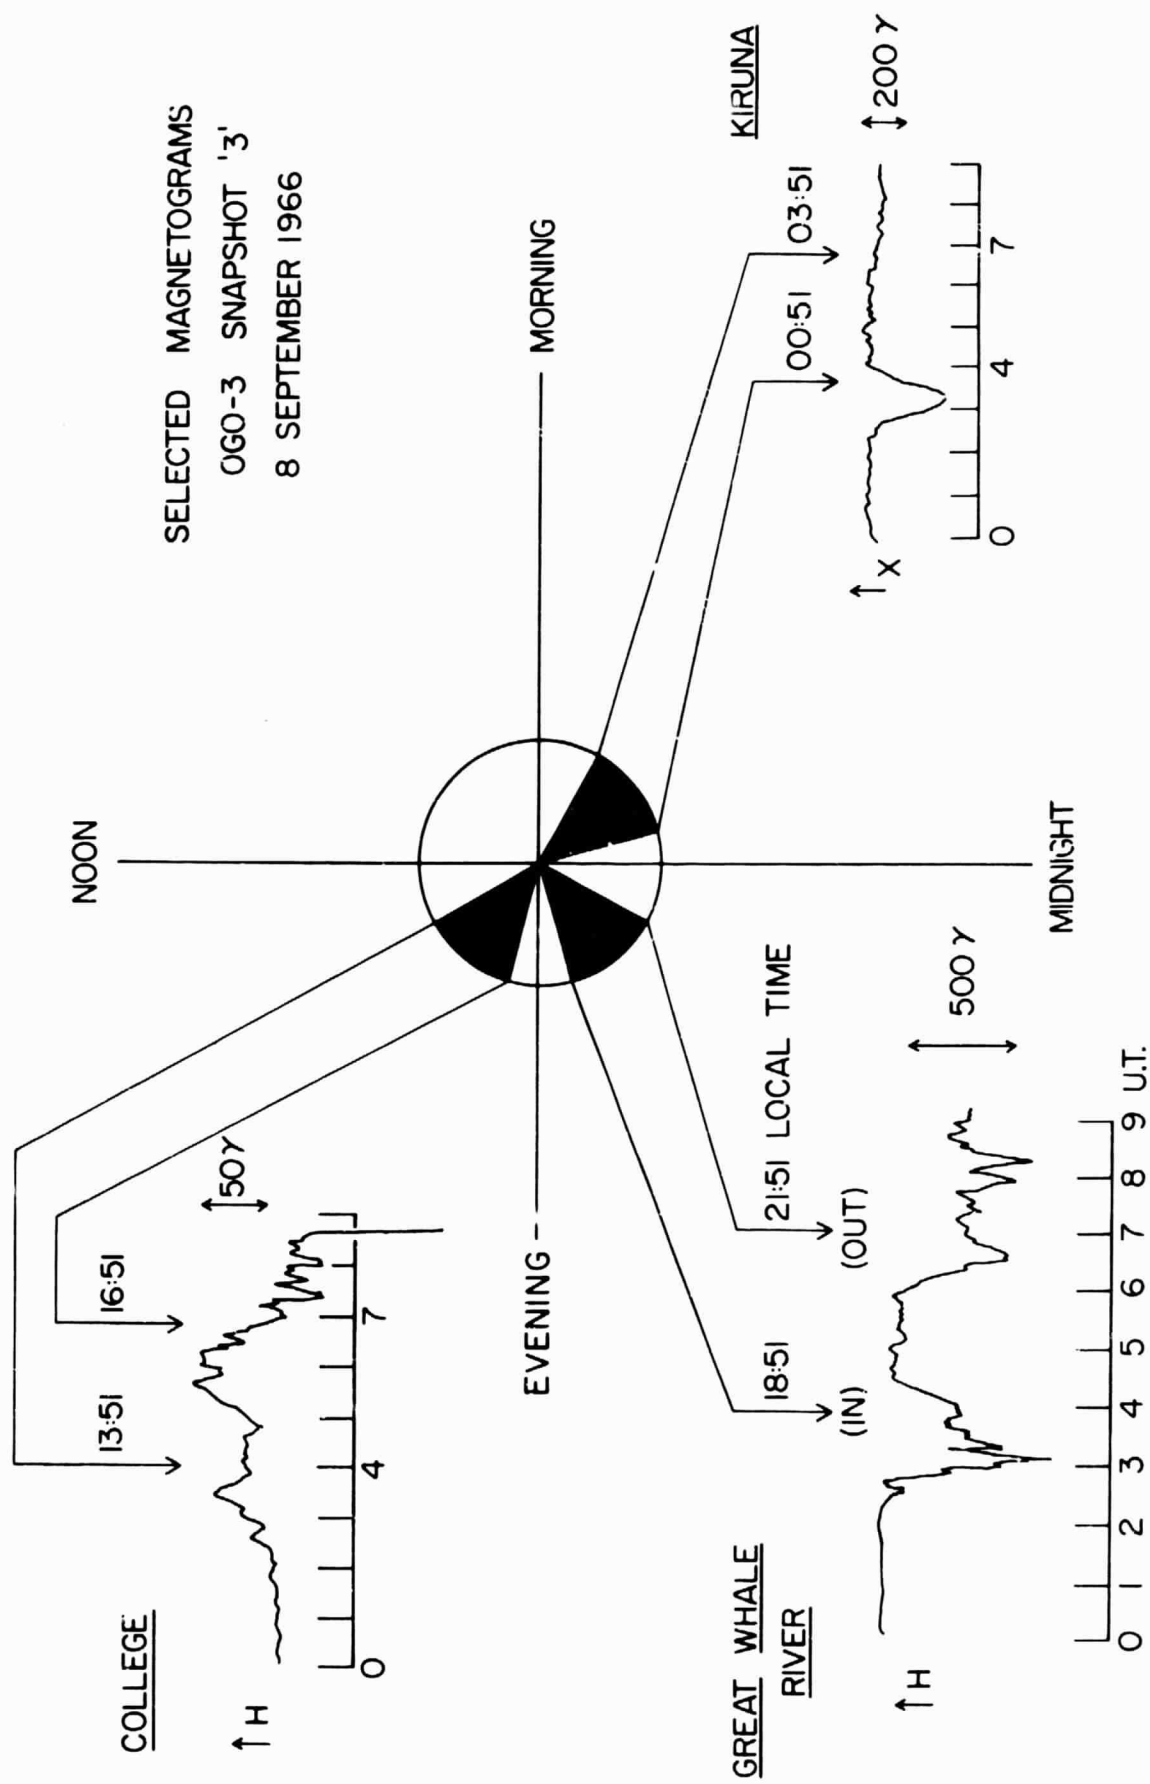 SELECTED MAGNETOGRAMS
OGO-3 SNAPSHOT '3'
8 SEPTEMBER 1966
NOON
MORNING
EVENING
MIDNIGHT
COLLEGE
↑H
13:51
16:51
50γ
0 4 7
GREAT WHALE
RIVER
↑H
18:51
21:51 LOCAL TIME
(IN)
(OUT)
500γ
0 1 2 3 4 5 6 7 8 9 U.T.
KIRUNA
↑X
00:51
03:51
200γ
0 4 7